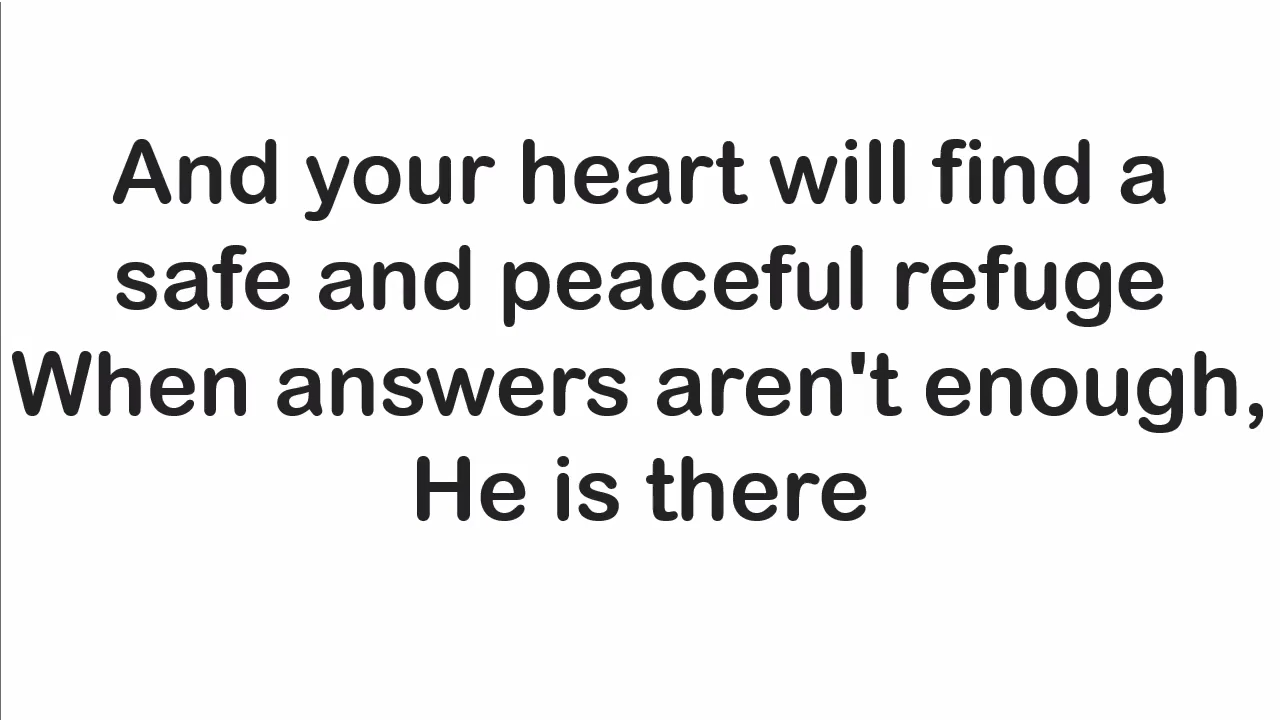 And your heart will find a
safe and peaceful refuge
When answers aren't enough,
He is there